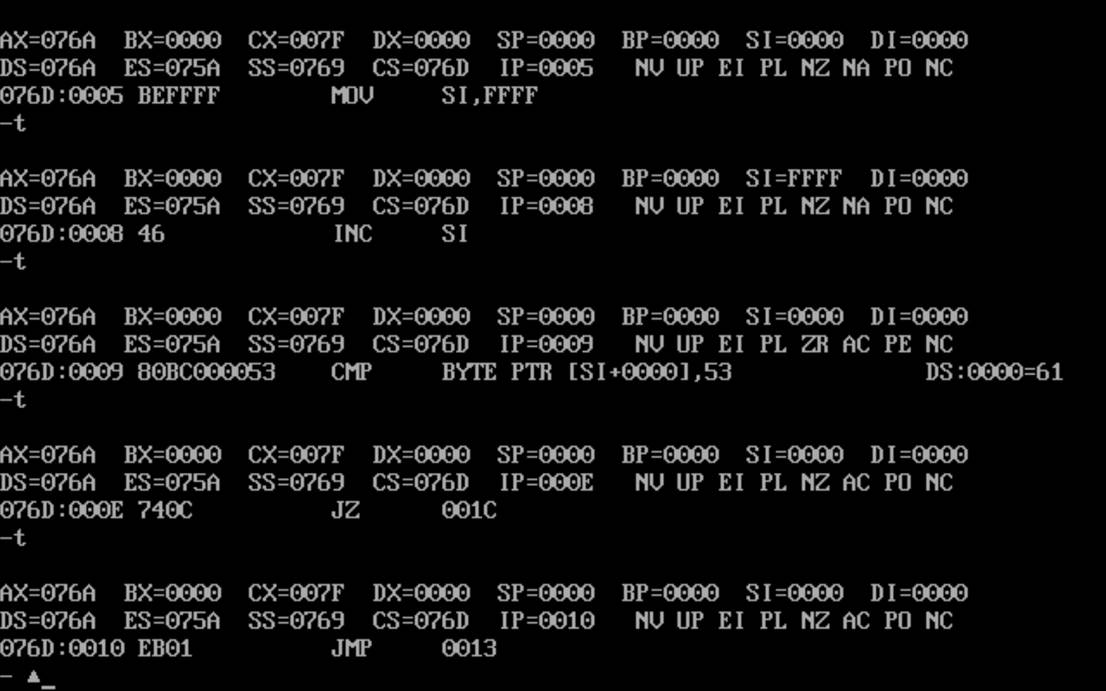 AX=076A  BX=0000  CX=007F  DX=0000  SP=0000  BP=0000  SI=0000  DI=0000
DS=076A  ES=075A  SS=0769  CS=076D  IP=0005   NV UP EI PL NZ NA PO NC
076D:0005 BEFFFF        MOV     SI,FFFF
-t
AX=076A  BX=0000  CX=007F  DX=0000  SP=0000  BP=0000  SI=FFFF  DI=0000
DS=076A  ES=075A  SS=0769  CS=076D  IP=0008   NV UP EI PL NZ NA PO NC
076D:0008 46            INC     SI
-t
AX=076A  BX=0000  CX=007F  DX=0000  SP=0000  BP=0000  SI=0000  DI=0000
DS=076A  ES=075A  SS=0769  CS=076D  IP=0009   NV UP EI PL ZR AC PE NC
076D:0009 80BC000053    CMP     BYTE PTR [SI+0000],53              DS:0000=61
-t
AX=076A  BX=0000  CX=007F  DX=0000  SP=0000  BP=0000  SI=0000  DI=0000
DS=076A  ES=075A  SS=0769  CS=076D  IP=000E   NV UP EI PL NZ AC PO NC
076D:000E 740C          JZ      001C
-t
AX=076A  BX=0000  CX=007F  DX=0000  SP=0000  BP=0000  SI=0000  DI=0000
DS=076A  ES=075A  SS=0769  CS=076D  IP=0010   NV UP EI PL NZ AC PO NC
076D:0010 EB01          JMP     0013
- ▲_